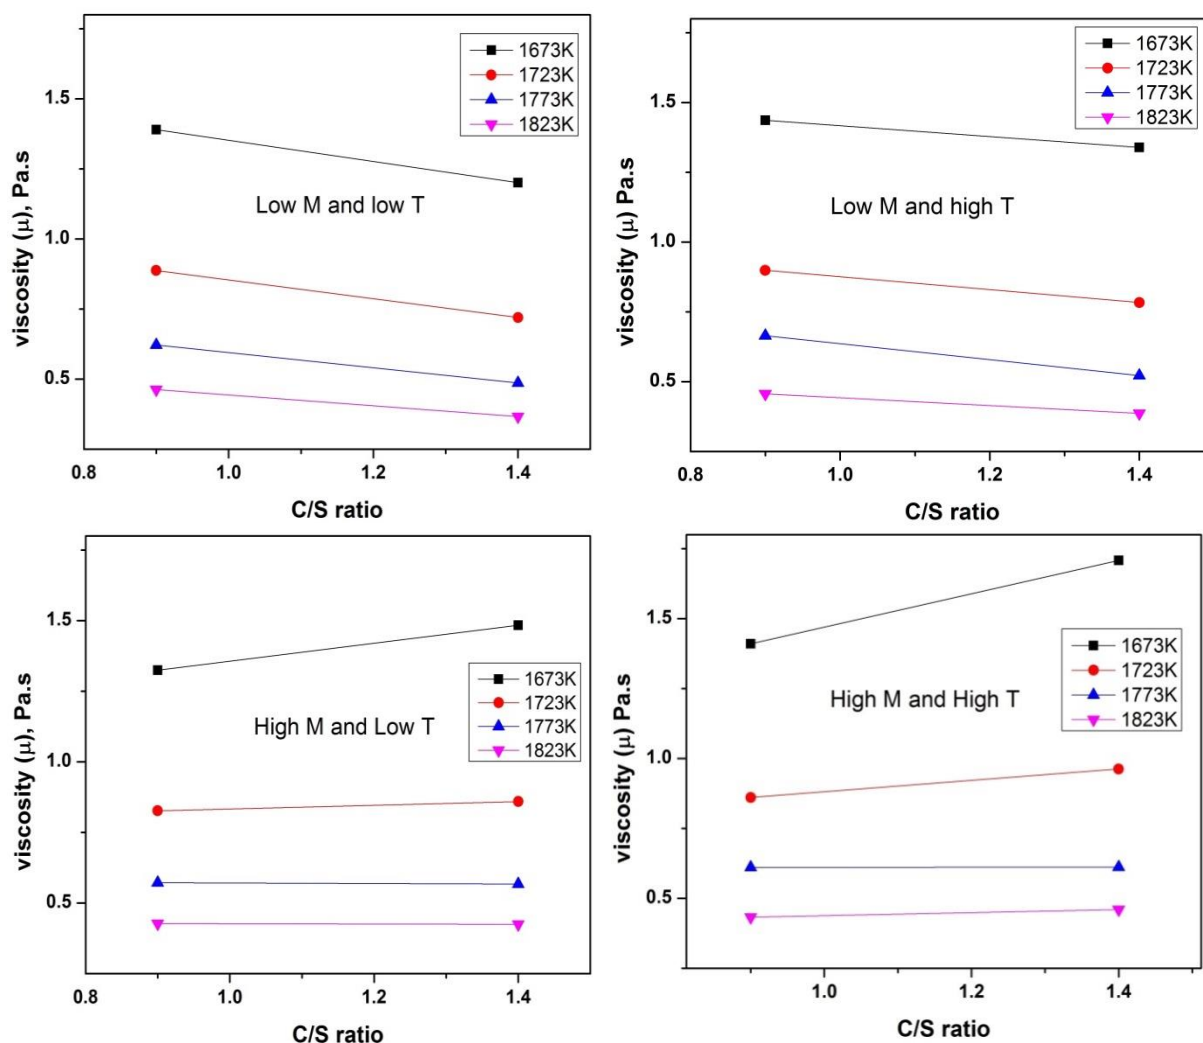 1.5
1.0
0.5
viscosity (μ), Pa.s
1673K
1723K
1773K
1823K
Low M and low T
0.8 1.0 1.2 1.4
C/S ratio
1.5
1.0
0.5
viscosity (μ) Pa.s
1673K
1723K
1773K
1823K
Low M and high T
0.8 1.0 1.2 1.4
C/S ratio
1.5
1.0
0.5
viscosity (μ), Pa.s
1673K
1723K
1773K
1823K
High M and Low T
0.8 1.0 1.2 1.4
C/S ratio
1.5
1.0
0.5
viscosity (μ) Pa.s
1673K
1723K
1773K
1823K
High M and High T
1.0 1.2 1.4
C/S ratio